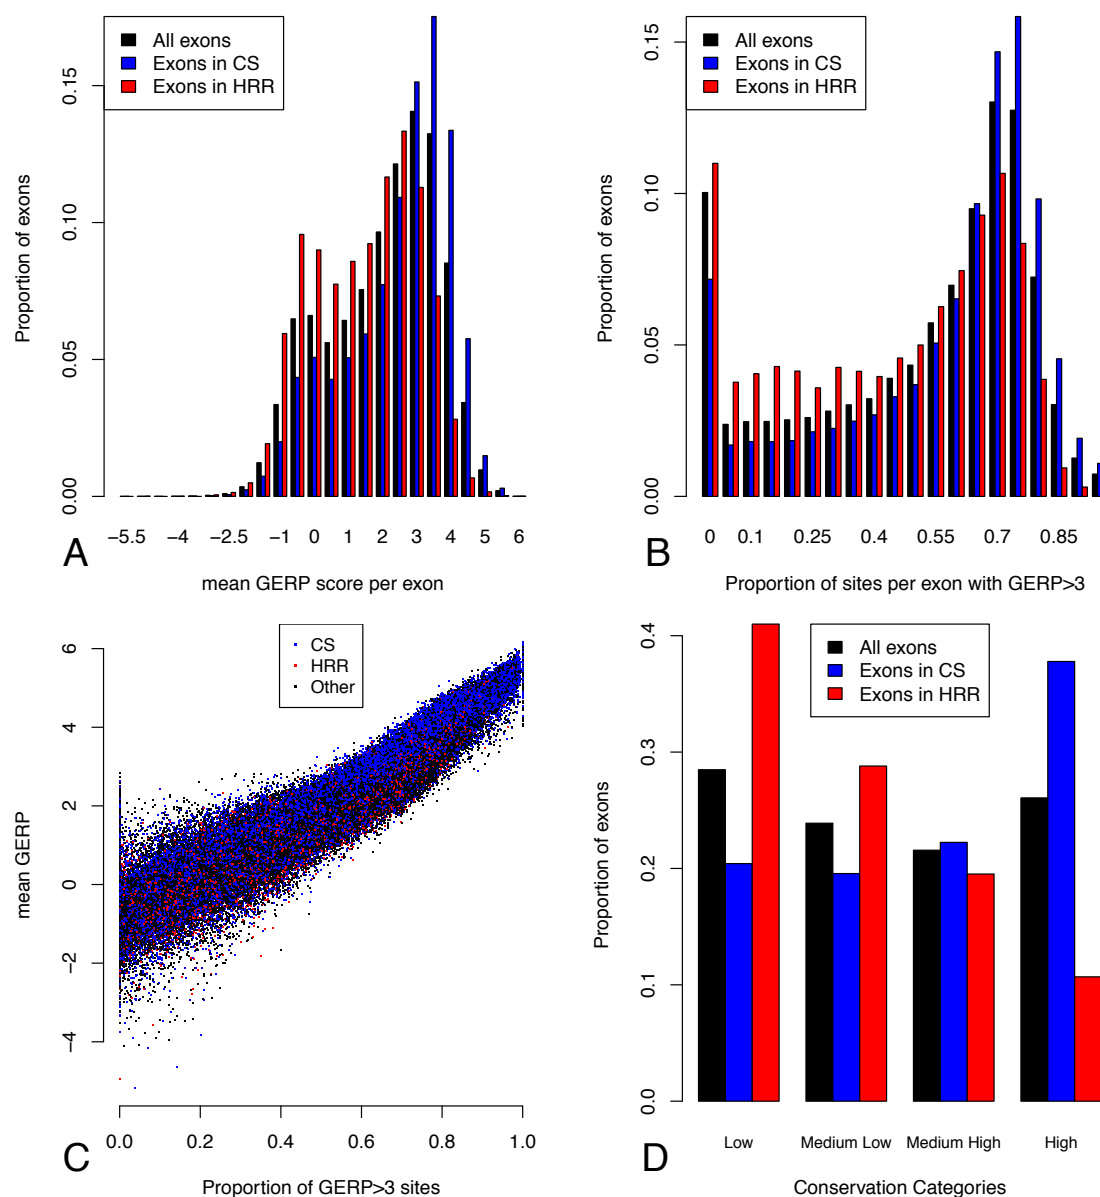 All exons
Exons in CS
Exons in HRR
Proportion of exons
0.00 0.05 0.10 0.15
−5.5 −4 −2.5 −1 0 1 2 3 4 5 6
mean GERP score per exon
A
All exons
Exons in CS
Exons in HRR
Proportion of exons
0.00 0.05 0.10 0.15
0 0.1 0.25 0.4 0.55 0.7 0.85
Proportion of sites per exon with GERP>3
B
CS
HRR
Other
mean GERP
−4 −2 0 2 4 6
0.0 0.2 0.4 0.6 0.8 1.0
Proportion of GERP>3 sites
C
All exons
Exons in CS
Exons in HRR
Proportion of exons
0.0 0.1 0.2 0.3 0.4
Low Medium Low Medium High High
Conservation Categories
D